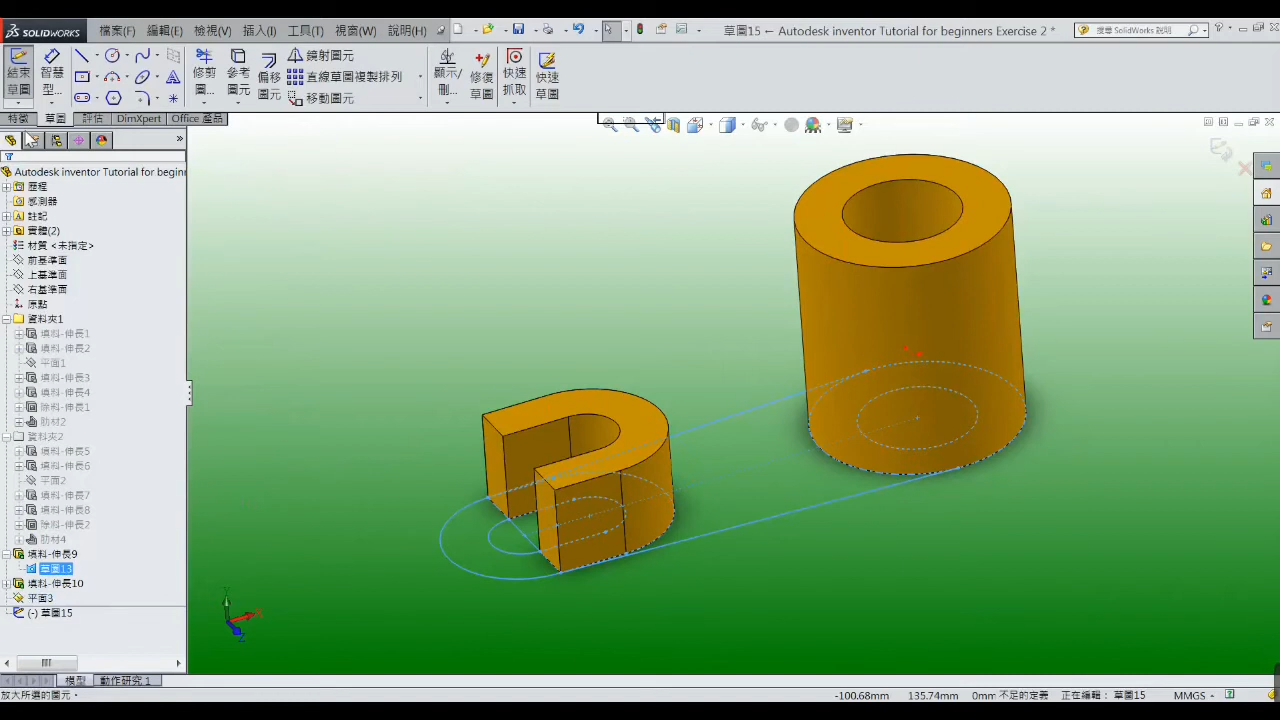 SOLIDWORKS
檔案(F)
編輯(E)
檢視(V)
插入(I)
工具(T)
視窗(W)
說明(H)
草圖15 ← Autodesk inventor Tutorial for beginners Exercise 2 *
搜尋 SolidWorks 說明
結束
草圖
智慧
型...
修剪
圖...
參考
圖元
偏移
圖元
鏡射圖元
直線草圖複製排列
移動圖元
顯示/
刪...
修復
草圖
快速
抓取
快速
草圖
特徵
草圖
評估
DimXpert
Office 產品
Autodesk inventor Tutorial for begin
歷程
感測器
註記
實體(2)
材質 <未指定>
前基準面
上基準面
右基準面
原點
資料夾1
填料-伸長1
填料-伸長2
平面1
填料-伸長3
填料-伸長4
除料-伸長1
肋材2
資料夾2
填料-伸長5
填料-伸長6
平面2
填料-伸長7
填料-伸長8
除料-伸長2
肋材4
填料-伸長9
草圖13
填料-伸長10
平面3
(-) 草圖15
Y
X
Z
模型
動作研究 1
放大所選的圖元。
-100.68mm
135.74mm
0mm
不足的定義
正在編輯: 草圖15
MMGS